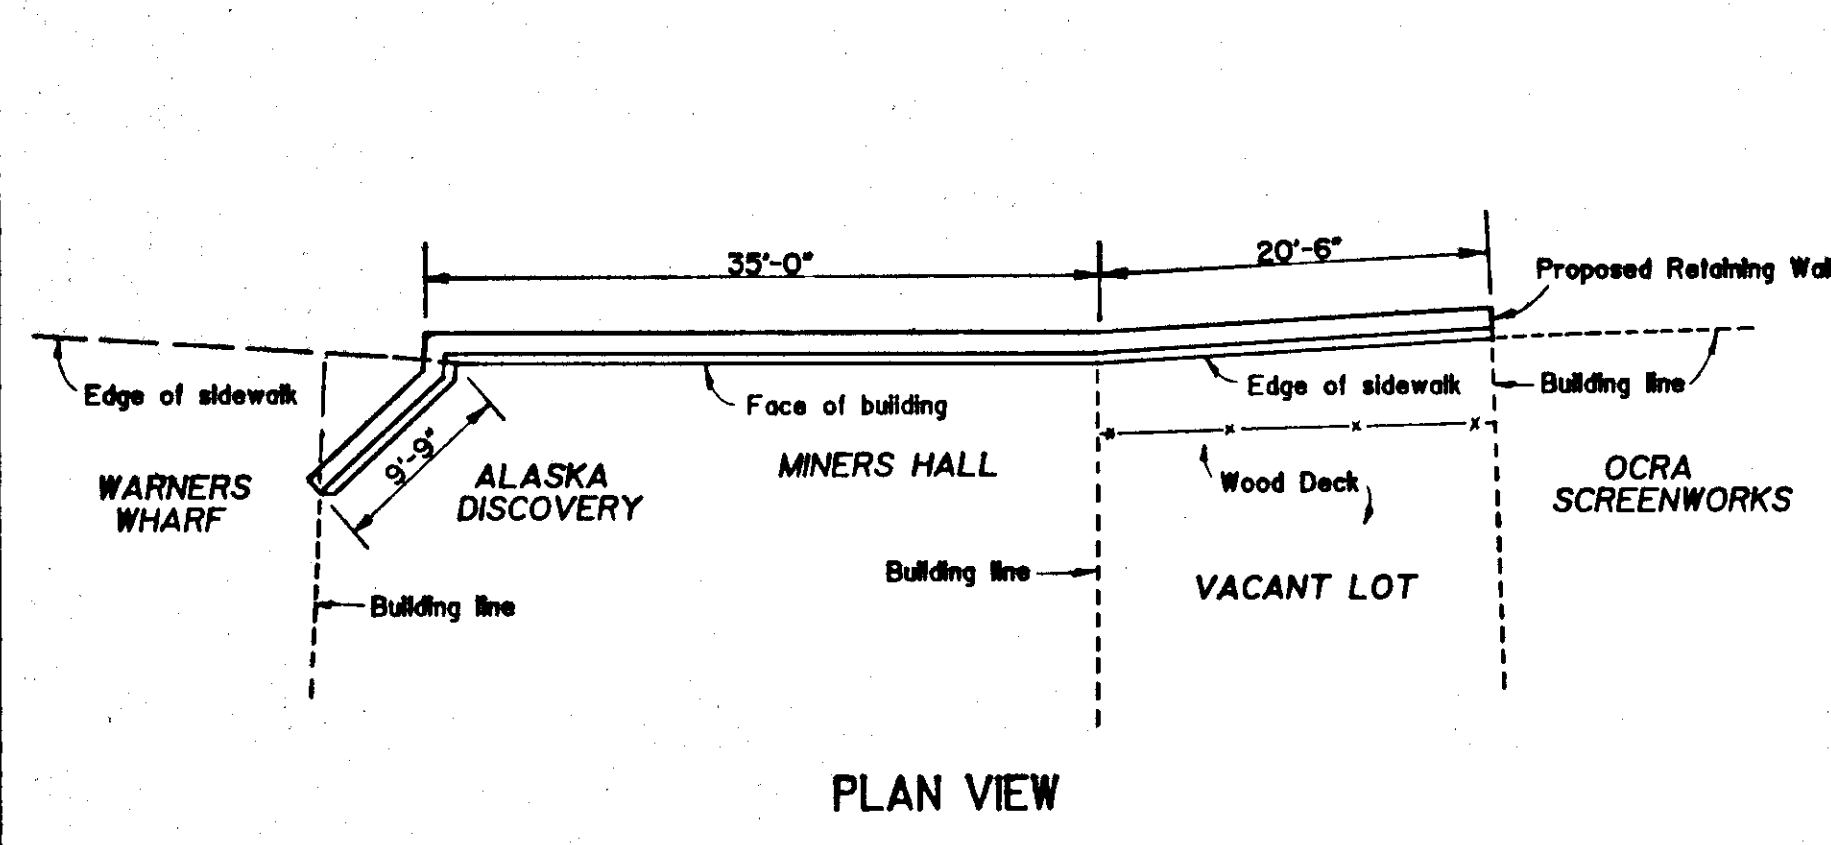 35'-0"
20'-6"
Proposed Retaining Wal
Edge of sidewalk
Face of building
Edge of sidewalk
Building line
9'-9"
WARNERS
WHARF
ALASKA
DISCOVERY
MINERS HALL
Wood Deck
OCRA
SCREENWORKS
Building line
Building line
VACANT LOT
PLAN VIEW